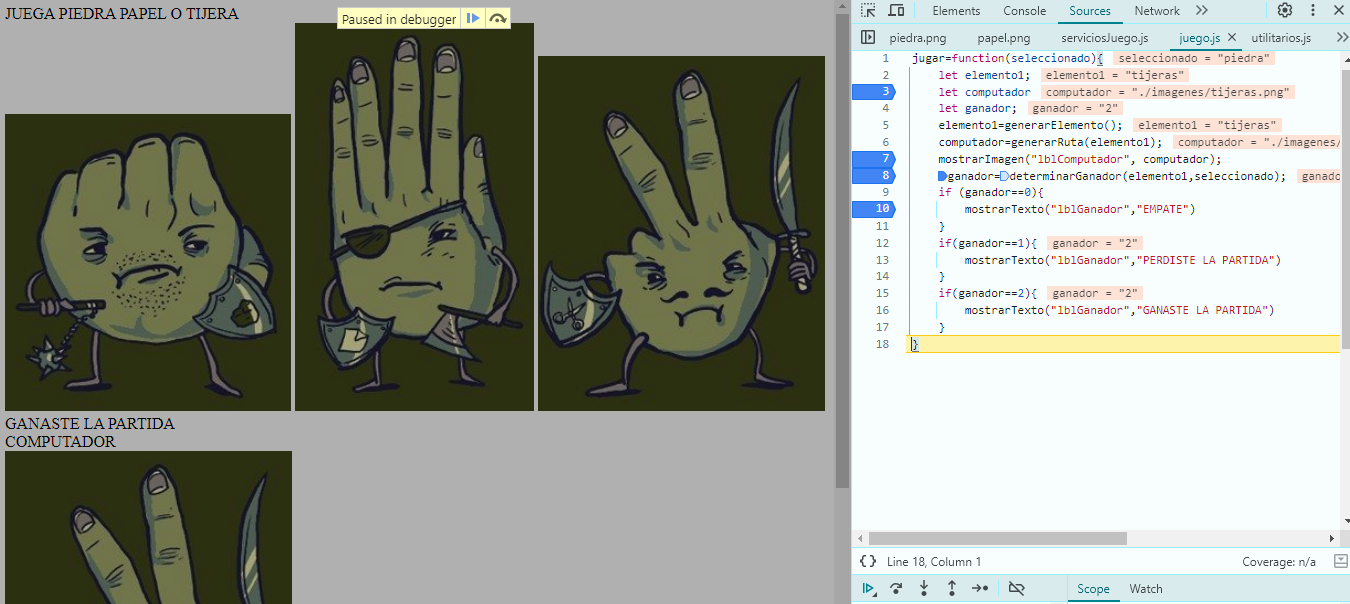 JUEGA PIEDRA PAPEL O TIJERA
Paused in debugger
GANASTE LA PARTIDA
COMPUTADOR
Elements Console Sources Network
piedra.png papel.png serviciosJuego.js juego.js utilitarios.js
1 jugar=function(seleccionado){ seleccionado = "piedra"
2 let elemento1; elemento1 = "tijeras"
3 let computador computador = "./imagenes/tijeras.png"
4 let ganador; ganador = "2"
5 elemento1=generarElemento(); elemento1 = "tijeras"
6 computador=generarRuta(elemento1); computador = "./imagenes/
7 mostrarImagen("lblComputador", computador);
8 ganador=determinarGanador(elemento1,seleccionado); ganado
9 if (ganador==0){
10 mostrarTexto("lblGanador","EMPATE")
11 }
12 if(ganador==1){ ganador = "2"
13 mostrarTexto("lblGanador","PERDISTE LA PARTIDA")
14 }
15 if(ganador==2){ ganador = "2"
16 mostrarTexto("lblGanador","GANASTE LA PARTIDA")
17 }
18 }
{} Line 18, Column 1 Coverage: n/a
Scope Watch